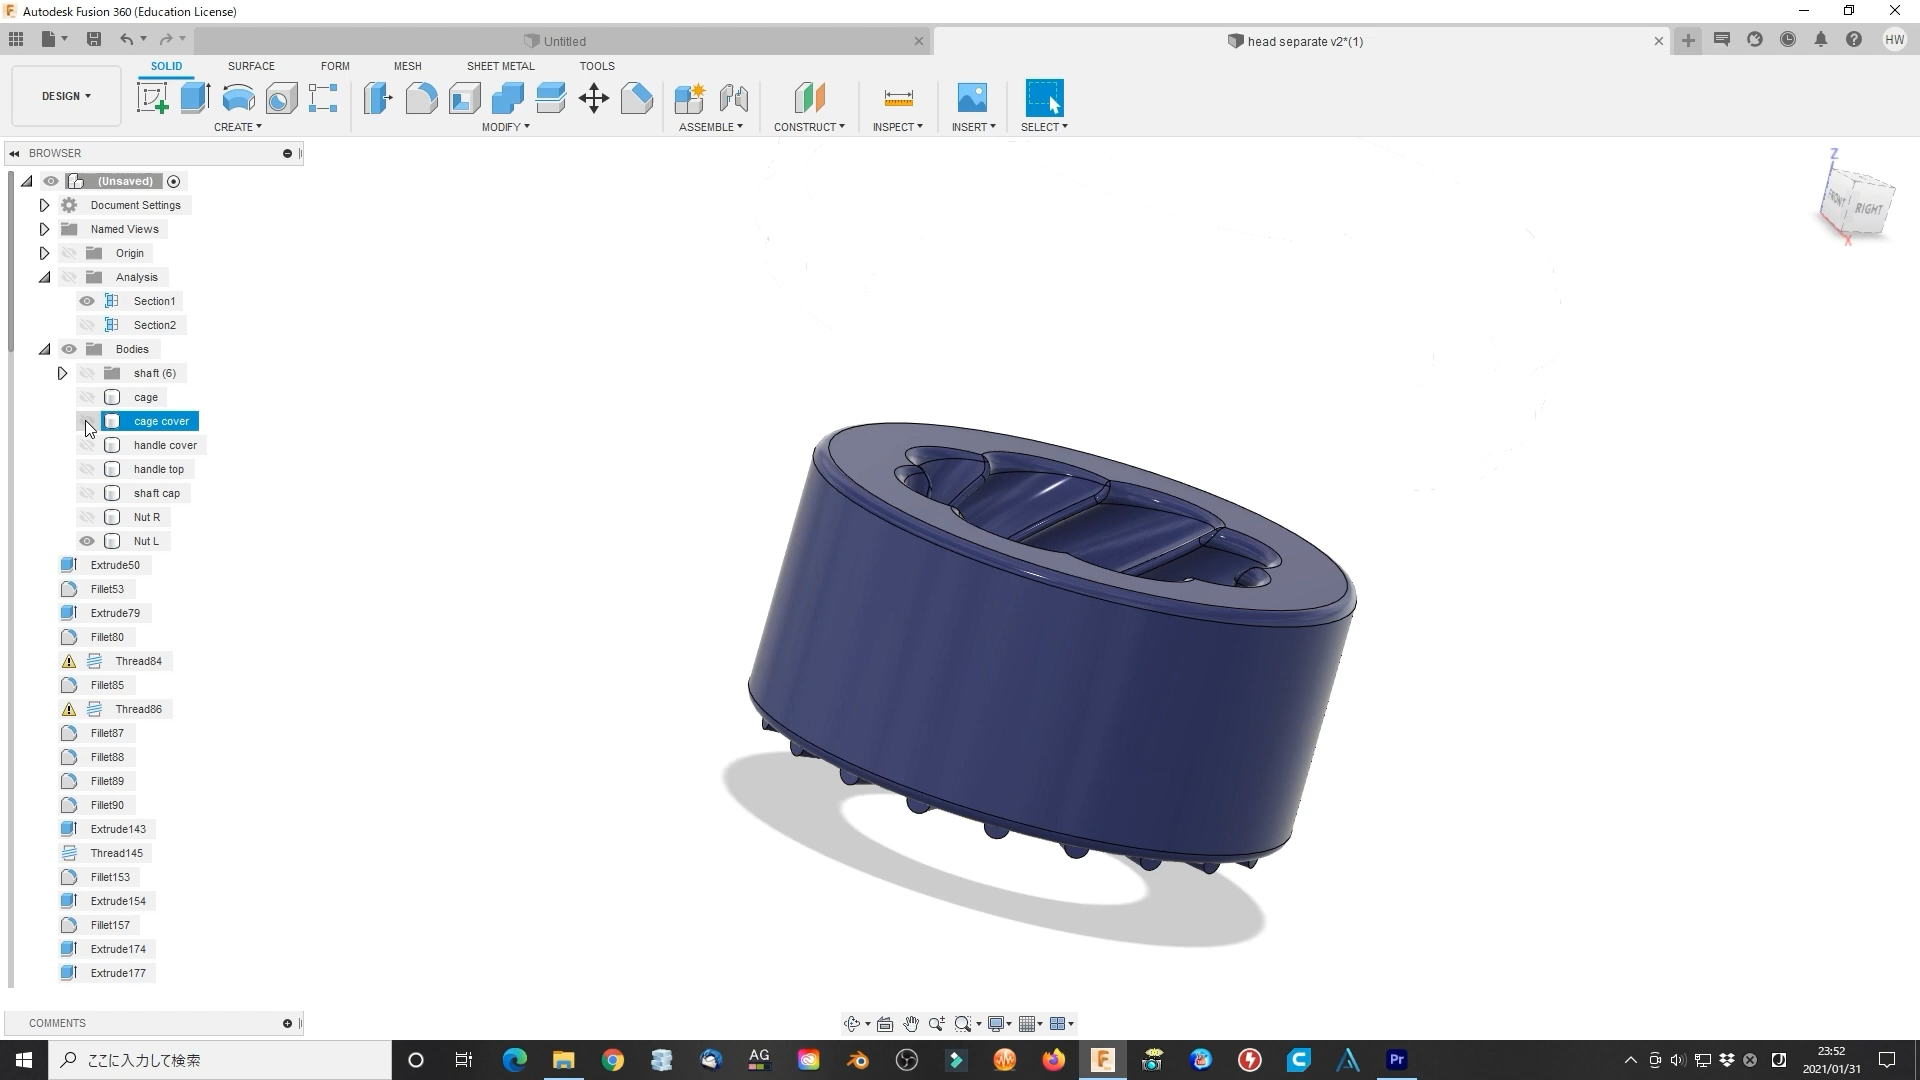 Autodesk Fusion 360 (Education License)
Untitled
head separate v2*(1)
HW
DESIGN
SOLID
SURFACE
FORM
MESH
SHEET METAL
TOOLS
CREATE
MODIFY
ASSEMBLE
CONSTRUCT
INSPECT
INSERT
SELECT
BROWSER
(Unsaved)
Document Settings
Named Views
Origin
Analysis
Section1
Section2
Bodies
shaft (6)
cage
cage cover
handle cover
handle top
shaft cap
Nut R
Nut L
Extrude50
Fillet53
Extrude79
Fillet80
Thread84
Fillet85
Thread86
Fillet87
Fillet88
Fillet89
Fillet90
Extrude143
Thread145
Fillet153
Extrude154
Fillet157
Extrude174
Extrude177
Z
FRONT
RIGHT
X
COMMENTS
ここに入力して検索
AG
Pr
23:52
2021/01/31